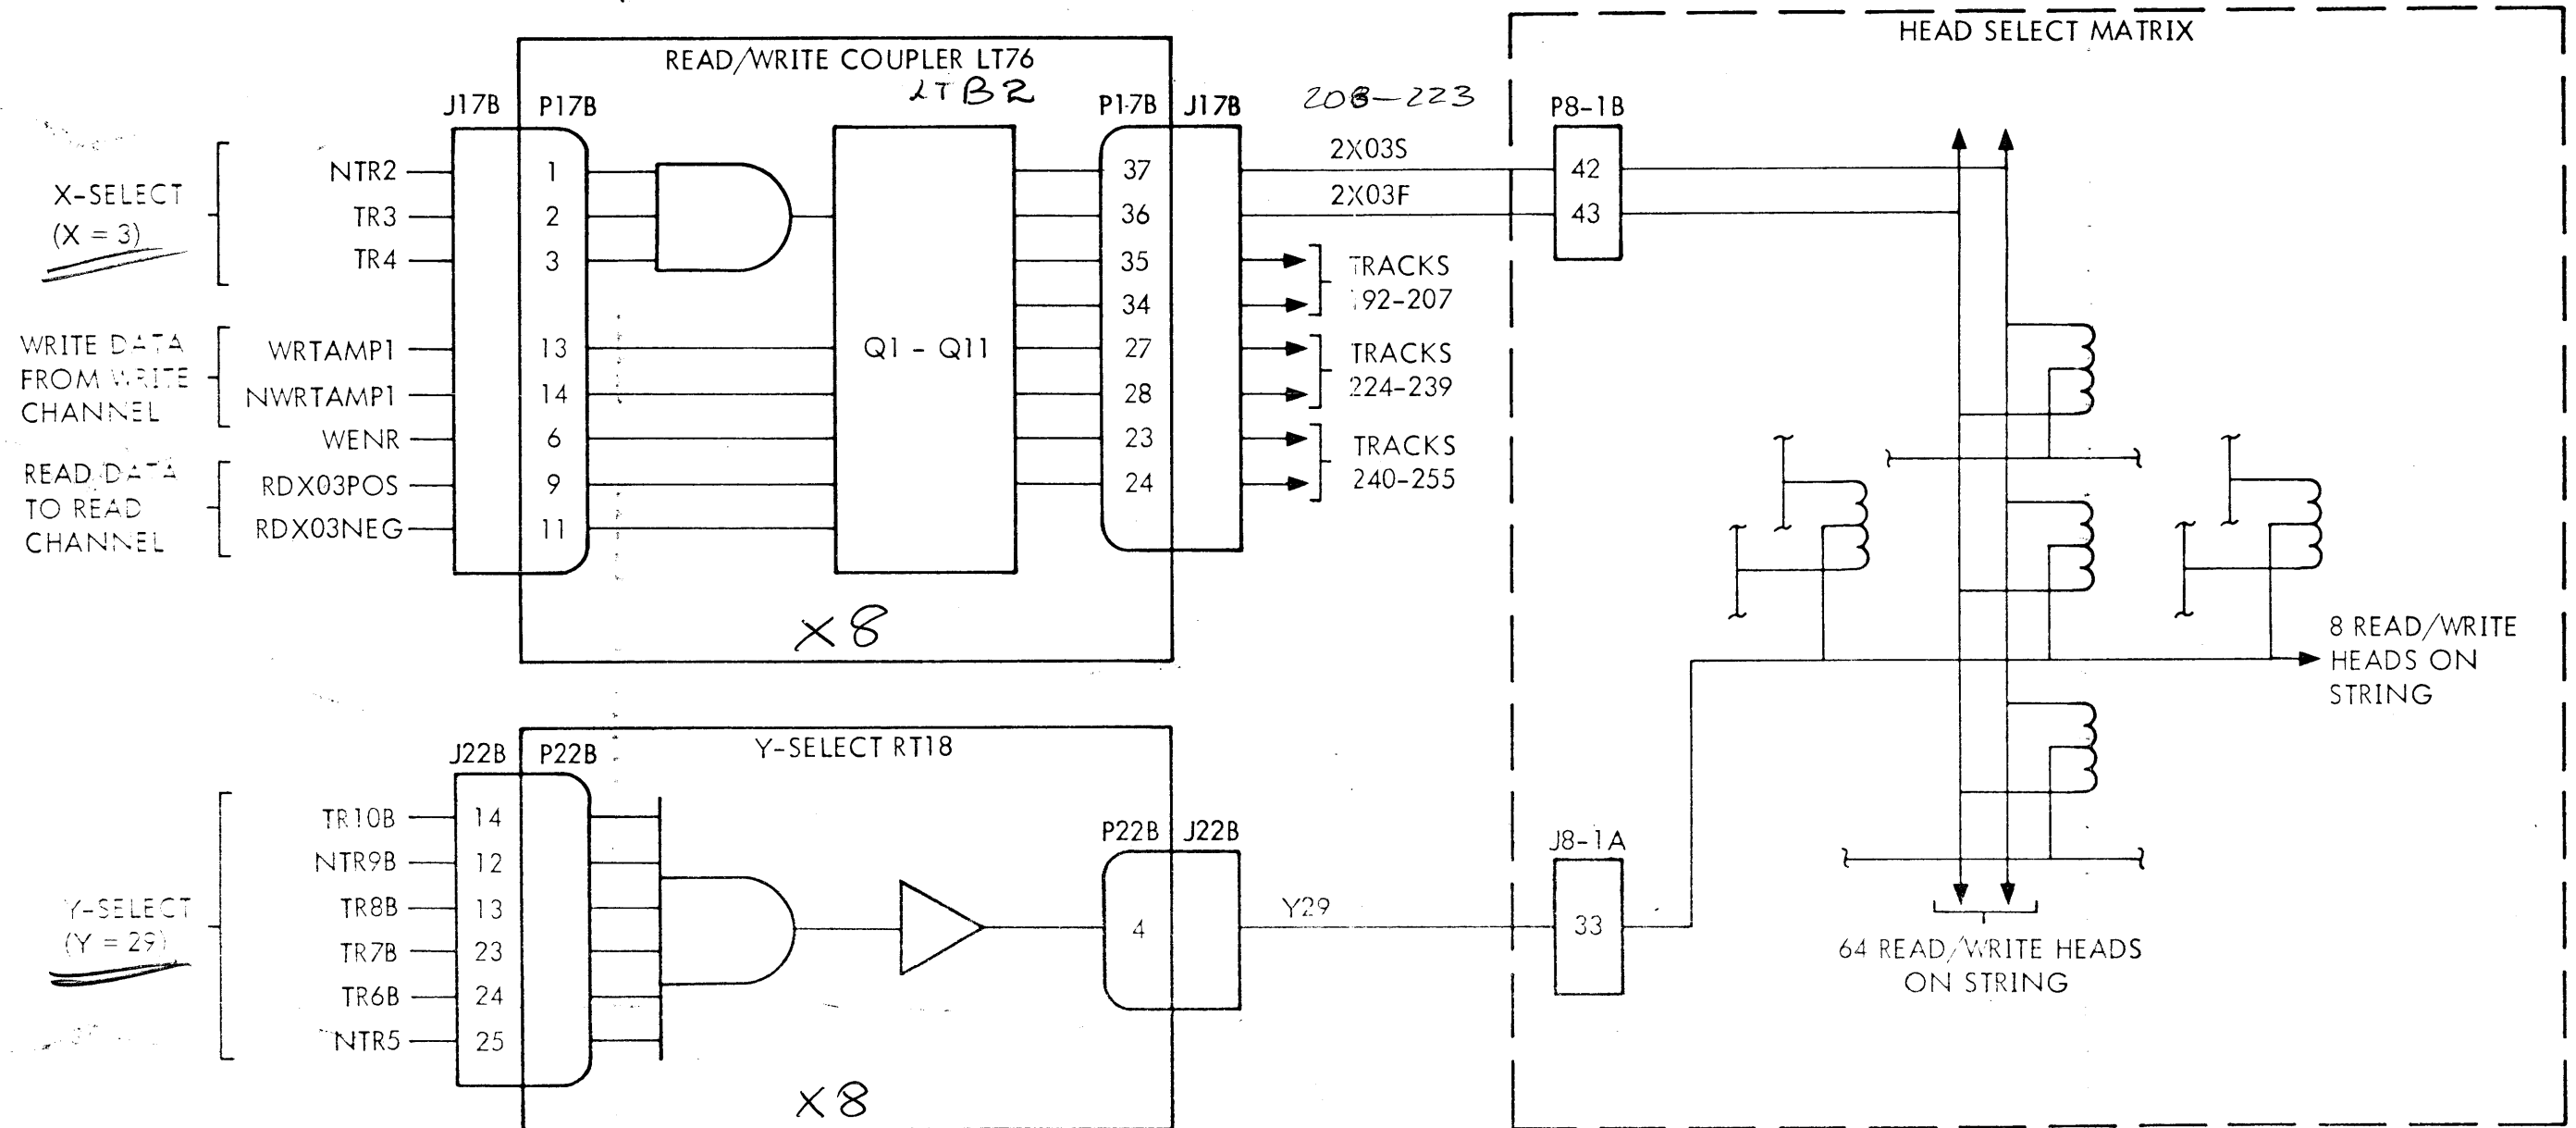 HEAD SELECT MATRIX
READ/WRITE COUPLER LT76
LTB2
J17B
P17B
P17B
J17B
208-223
P8-1B
X-SELECT
(X = 3)
NTR2
TR3
TR4
1
2
3
37
36
35
34
2X03S
2X03F
42
43
TRACKS
192-207
WRITE DATA
FROM WRITE
CHANNEL
WRTAMP1
NWRTAMP1
WENR
13
14
6
Q1 - Q11
27
28
23
24
TRACKS
224-239
TRACKS
240-255
READ DATA
TO READ
CHANNEL
RDX03POS
RDX03NEG
9
11
X8
8 READ/WRITE
HEADS ON
STRING
Y-SELECT RT18
J22B
P22B
P22B
J22B
J8-1A
Y-SELECT
(Y = 29)
TR10B
NTR9B
TR8B
TR7B
TR6B
NTR5
14
12
13
23
24
25
4
Y29
33
64 READ/WRITE HEADS
ON STRING
X8